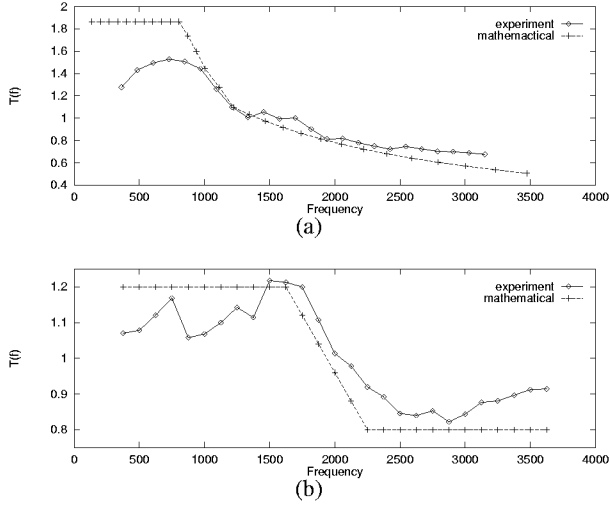 2
1.8
1.6
1.4
1.2
1
0.8
0.6
0.4
T(f)
experiment
mathemactical
0 500 1000 1500 2000 2500 3000 3500 4000
Frequency
(a)
1.2
1.1
1
0.9
0.8
T(f)
experiment
mathematical
0 500 1000 1500 2000 2500 3000 3500 4000
Frequency
(b)